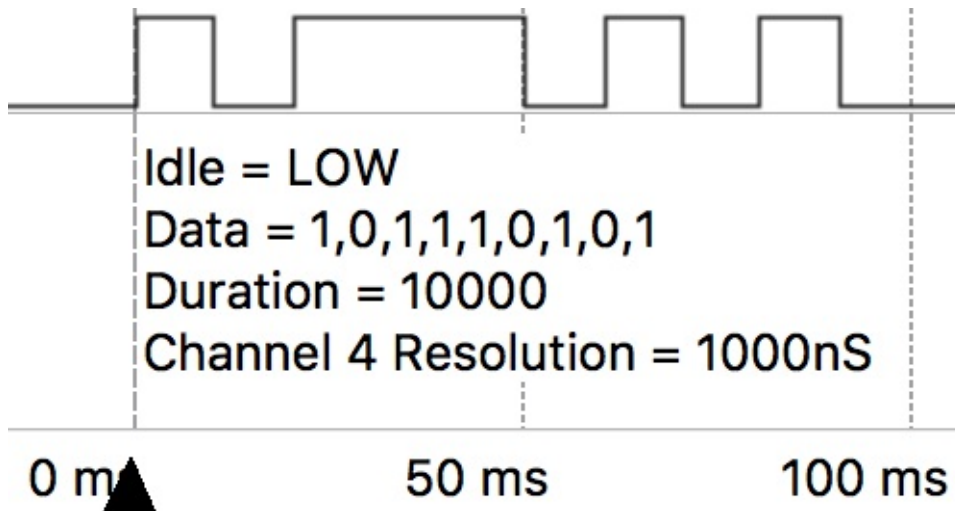 Idle = LOW
Data = 1,0,1,1,1,0,1,0,1
Duration = 10000
Channel 4 Resolution = 1000nS
0 m 50 ms 100 ms